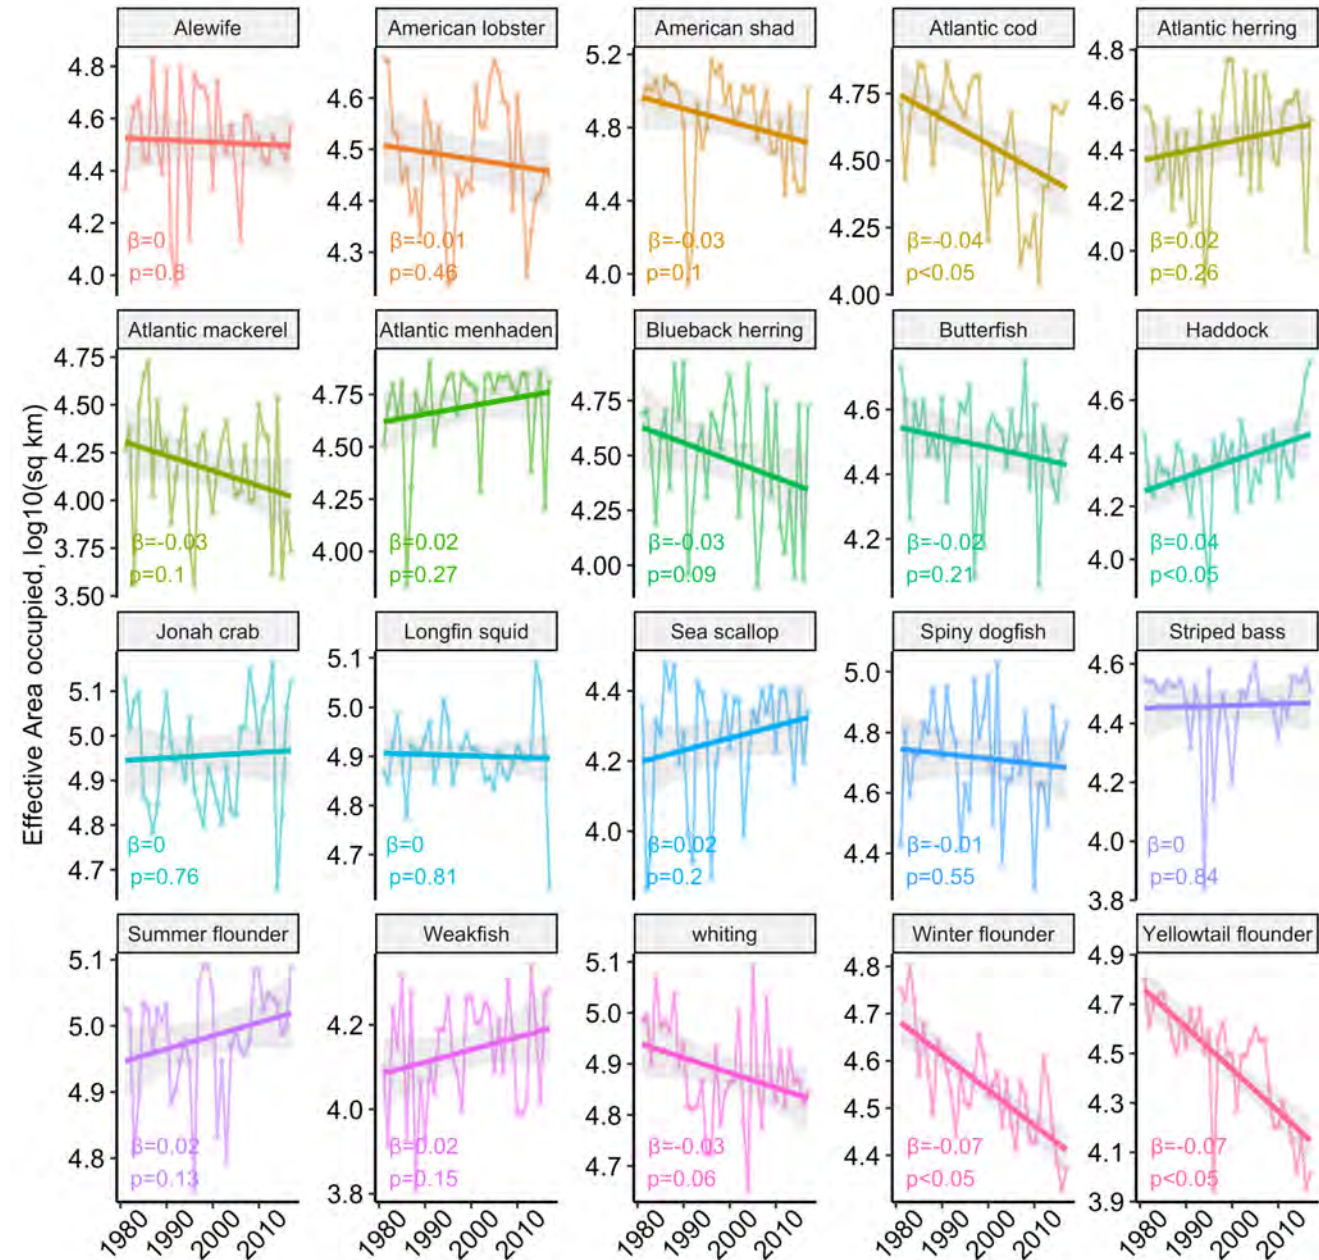 Alewife
American lobster
American shad
Atlantic cod
Atlantic herring
4.8
4.6
4.4
4.2
4.0
β=0
p=0.8
4.6
4.5
4.4
4.3
β=-0.01
p=0.46
5.2
4.8
4.4
4.0
β=-0.03
p=0.1
4.75
4.50
4.25
4.00
β=-0.04
p<0.05
4.8
4.6
4.4
4.2
4.0
β=0.02
p=0.26
Effective Area occupied, log10(sq km)
Atlantic mackerel
Atlantic menhaden
Blueback herring
Butterfish
Haddock
4.75
4.50
4.25
4.00
3.75
3.50
β=-0.03
p=0.1
4.75
4.50
4.25
4.00
β=0.02
p=0.27
4.75
4.50
4.25
4.00
β=-0.03
p=0.09
4.6
4.4
4.2
β=-0.02
p=0.21
4.6
4.4
4.2
4.0
β=0.04
p<0.05
Jonah crab
Longfin squid
Sea scallop
Spiny dogfish
Striped bass
5.1
5.0
4.9
4.8
4.7
β=0
p=0.76
5.1
5.0
4.9
4.8
4.7
β=0
p=0.81
4.4
4.2
4.0
β=0.02
p=0.2
5.0
4.8
4.6
4.4
β=-0.01
p=0.55
4.6
4.4
4.2
4.0
3.8
β=0
p=0.84
Summer flounder
Weakfish
whiting
Winter flounder
Yellowtail flounder
5.1
5.0
4.9
4.8
β=0.02
p=0.13
4.2
4.0
3.8
β=0.02
p=0.15
5.1
5.0
4.9
4.8
4.7
β=-0.03
p=0.06
4.8
4.7
4.6
4.5
4.4
β=-0.07
p<0.05
4.9
4.7
4.5
4.3
4.1
3.9
β=-0.07
p<0.05
1980 1990 2000 2010
1980 1990 2000 2010
1980 1990 2000 2010
1980 1990 2000 2010
1980 1990 2000 2010